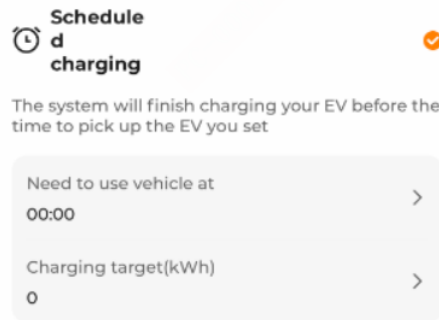 Schedule
d
charging
The system will finish charging your EV before the
time to pick up the EV you set
Need to use vehicle at
00:00
Charging target(kWh)
0